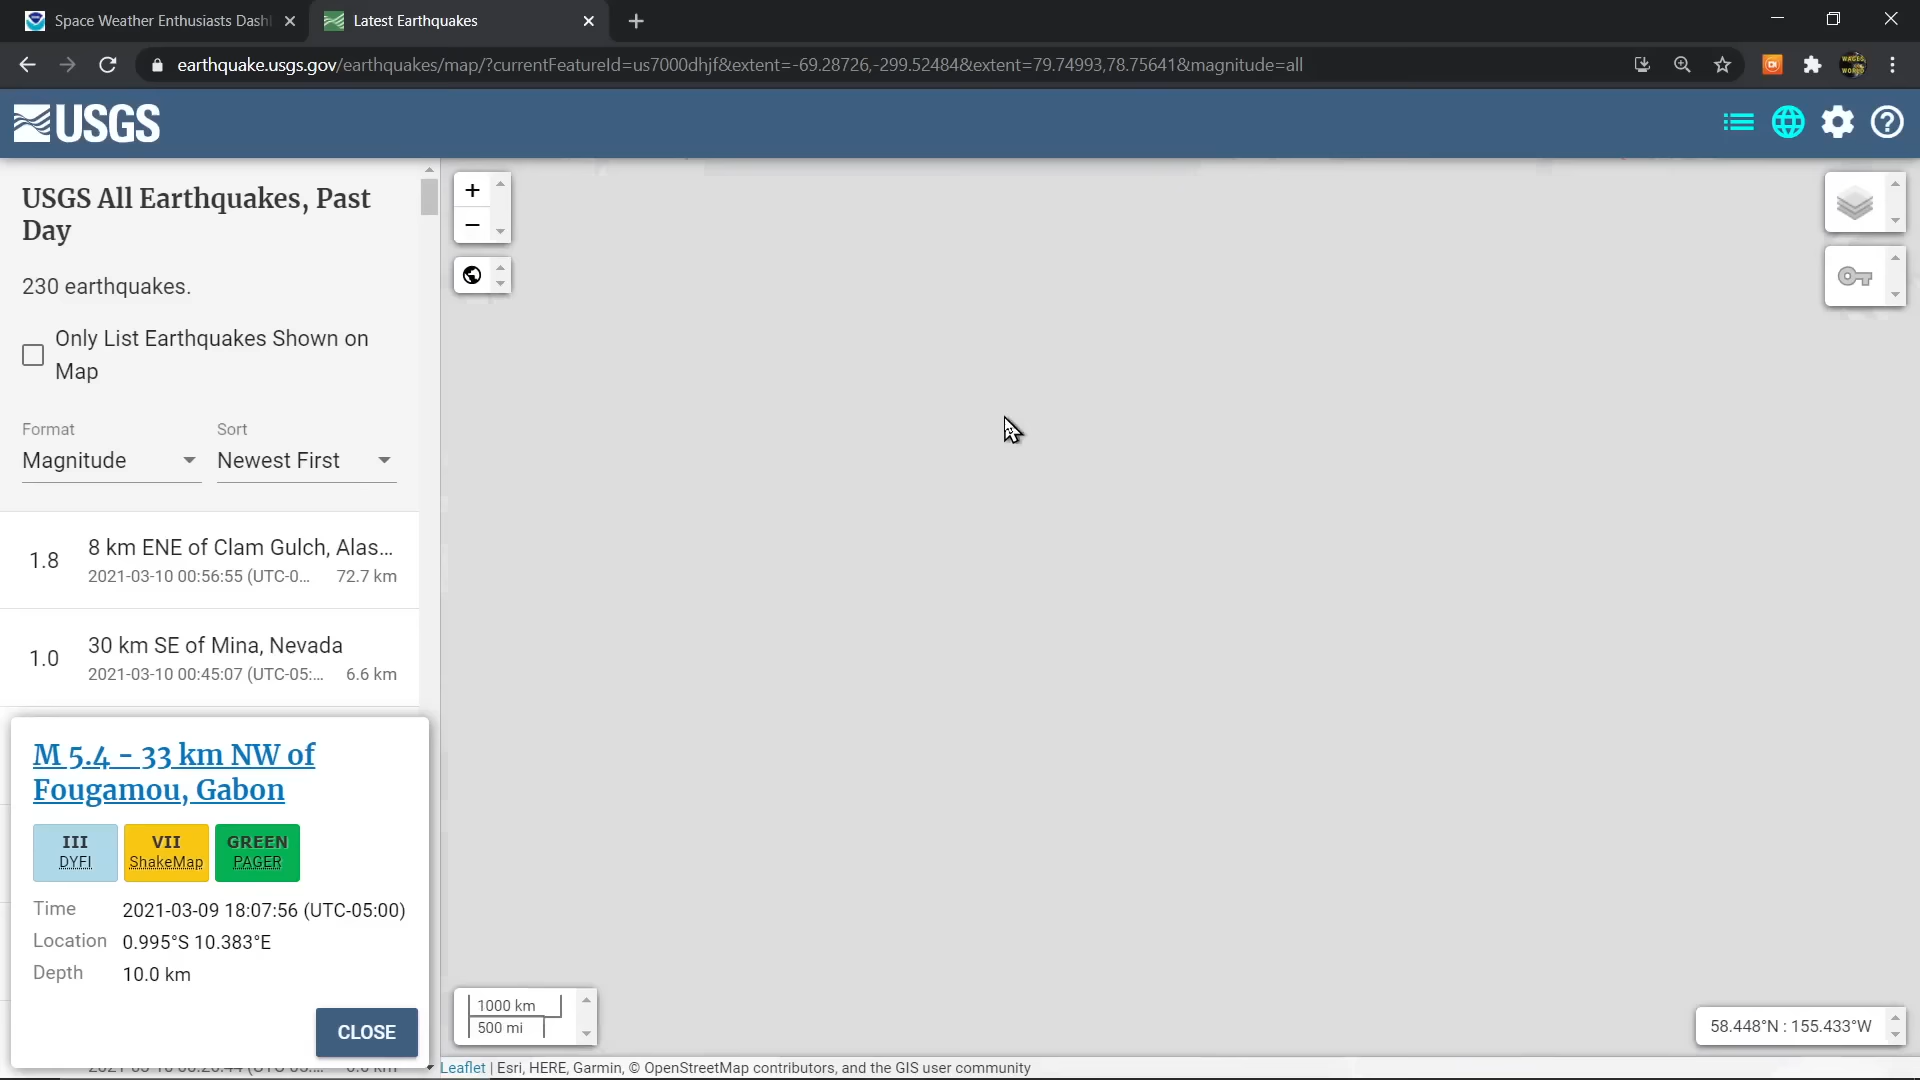 Space Weather Enthusiasts Dash
Latest Earthquakes
earthquake.usgs.gov/earthquakes/map/?currentFeatureId=us7000dhjf&extent=-69.28726,-299.52484&extent=79.74993,78.75641&magnitude=all
USGS
USGS All Earthquakes, Past
Day
230 earthquakes.
Only List Earthquakes Shown on
Map
Format
Sort
Magnitude
Newest First
1.8
8 km ENE of Clam Gulch, Alas...
2021-03-10 00:56:55 (UTC-0... 72.7 km
1.0
30 km SE of Mina, Nevada
2021-03-10 00:45:07 (UTC-05:... 6.6 km
M 5.4 - 33 km NW of
Fougamou, Gabon
III
DYFI
VII
ShakeMap
GREEN
PAGER
Time 2021-03-09 18:07:56 (UTC-05:00)
Location 0.995°S 10.383°E
Depth 10.0 km
CLOSE
+
−
1000 km
500 mi
58.448°N : 155.433°W
Leaflet | Esri, HERE, Garmin, © OpenStreetMap contributors, and the GIS user community